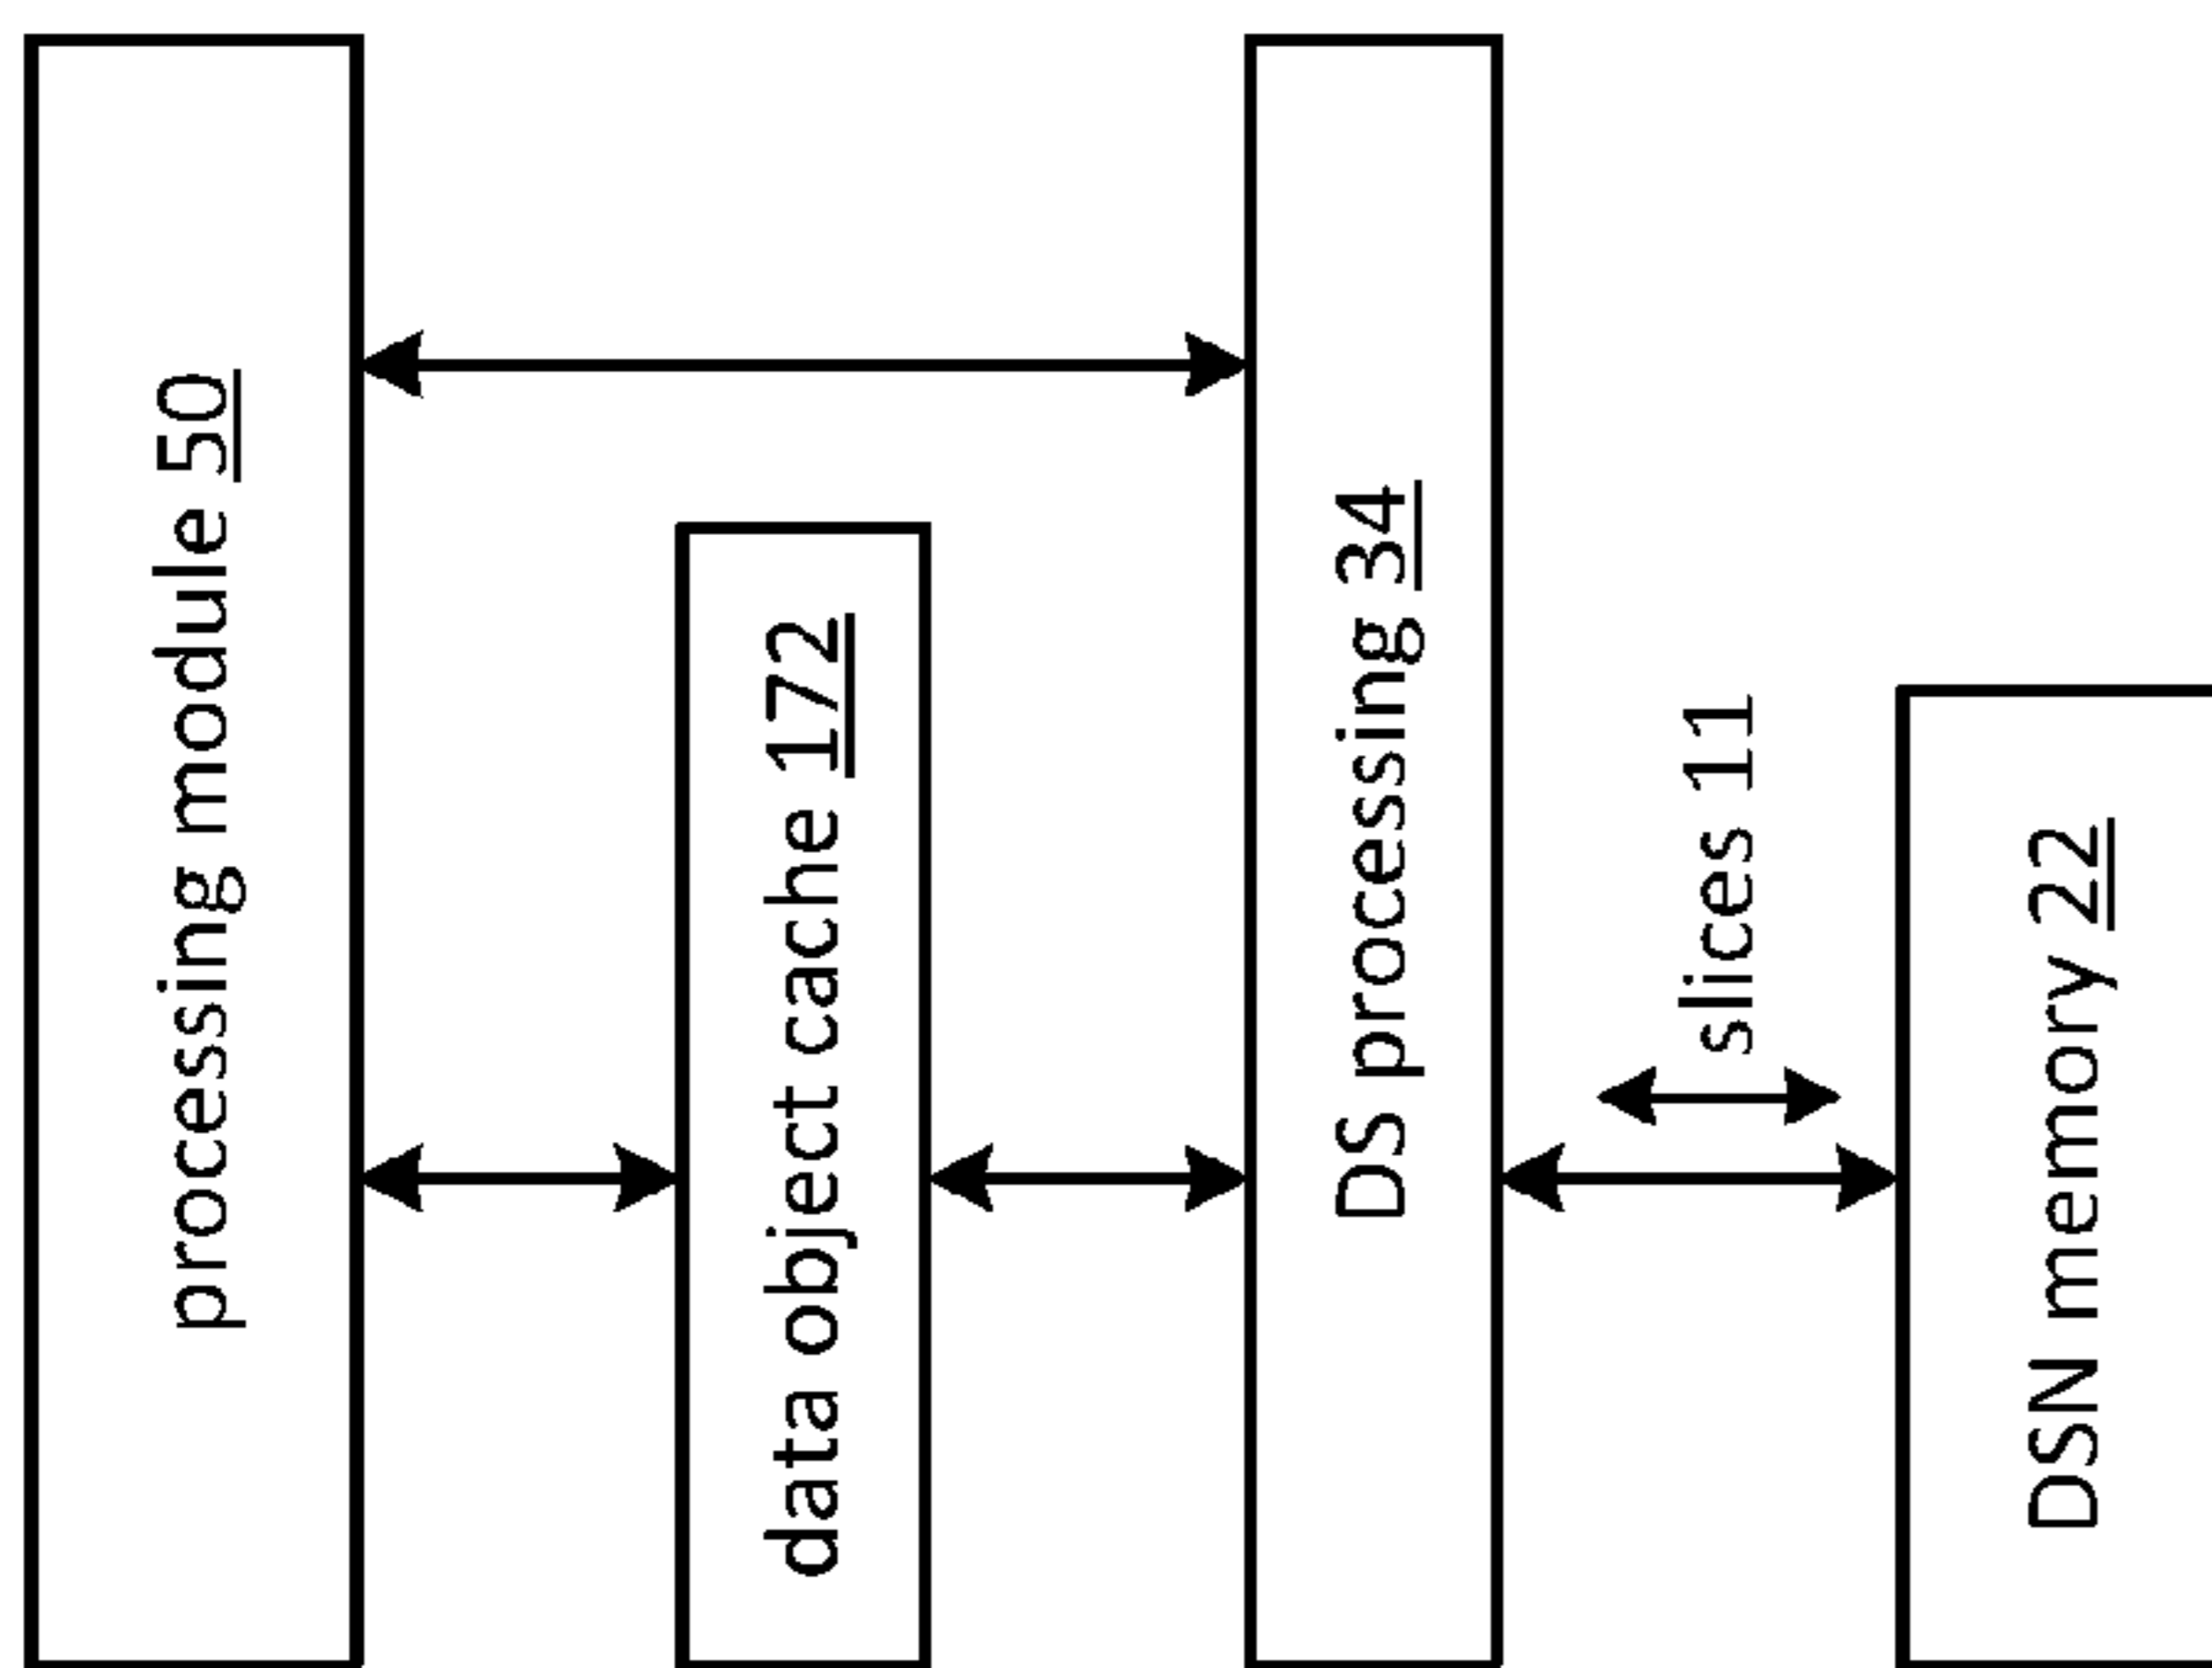 processing module 50
data object cache 172
DS processing 34
slices 11
DSN memory 22